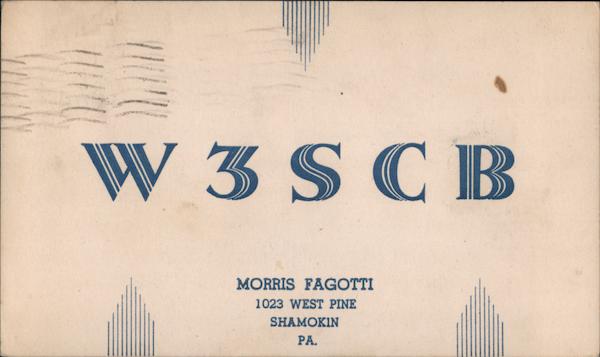 W3SCB
MORRIS FAGOTTI
1023 WEST PINE
SHAMOKIN
PA.